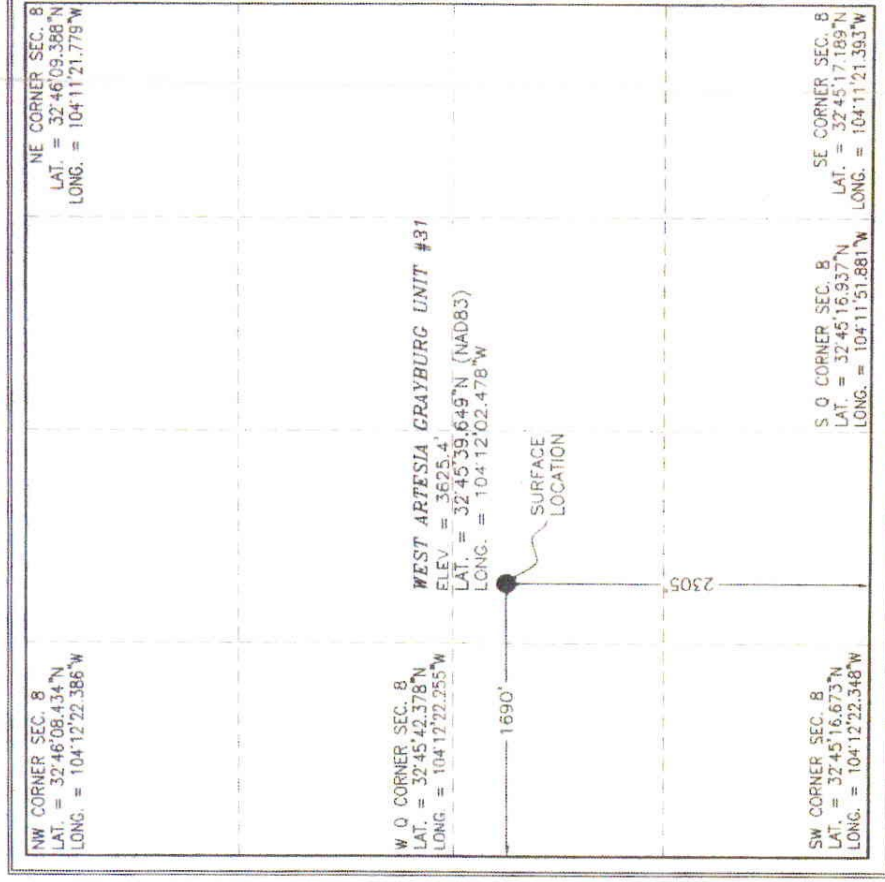 NW CORNER SEC. 8
LAT. = 32°46'08.434"N
LONG. = 104°12'22.386"W
NE CORNER SEC. 8
LAT. = 32°46'09.388"N
LONG. = 104°11'21.779"W
W Q CORNER SEC. 8
LAT. = 32°45'42.378"N
LONG. = 104°12'22.255"W
WEST ARTESIA GRAYBURG UNIT #31
ELEV. = 3625.4'
LAT. = 32°45'39.649"N (NAD83)
LONG. = 104°12'02.478"W
SURFACE
LOCATION
1690'
2305'
SW CORNER SEC. 8
LAT. = 32°45'16.673"N
LONG. = 104°12'22.348"W
S Q CORNER SEC. 8
LAT. = 32°45'16.937"N
LONG. = 104°11'51.881"W
SE CORNER SEC. 8
LAT. = 32°45'17.189"N
LONG. = 104°11'21.393"W